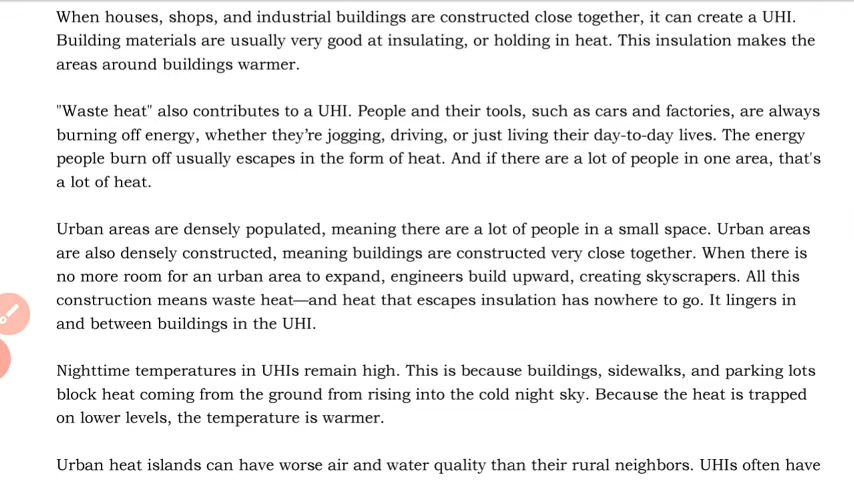 When houses, shops, and industrial buildings are constructed close together, it can create a UHI.
Building materials are usually very good at insulating, or holding in heat. This insulation makes the
areas around buildings warmer.
"Waste heat" also contributes to a UHI. People and their tools, such as cars and factories, are always
burning off energy, whether they’re jogging, driving, or just living their day-to-day lives. The energy
people burn off usually escapes in the form of heat. And if there are a lot of people in one area, that's
a lot of heat.
Urban areas are densely populated, meaning there are a lot of people in a small space. Urban areas
are also densely constructed, meaning buildings are constructed very close together. When there is
no more room for an urban area to expand, engineers build upward, creating skyscrapers. All this
construction means waste heat—and heat that escapes insulation has nowhere to go. It lingers in
and between buildings in the UHI.
Nighttime temperatures in UHIs remain high. This is because buildings, sidewalks, and parking lots
block heat coming from the ground from rising into the cold night sky. Because the heat is trapped
on lower levels, the temperature is warmer.
Urban heat islands can have worse air and water quality than their rural neighbors. UHIs often have